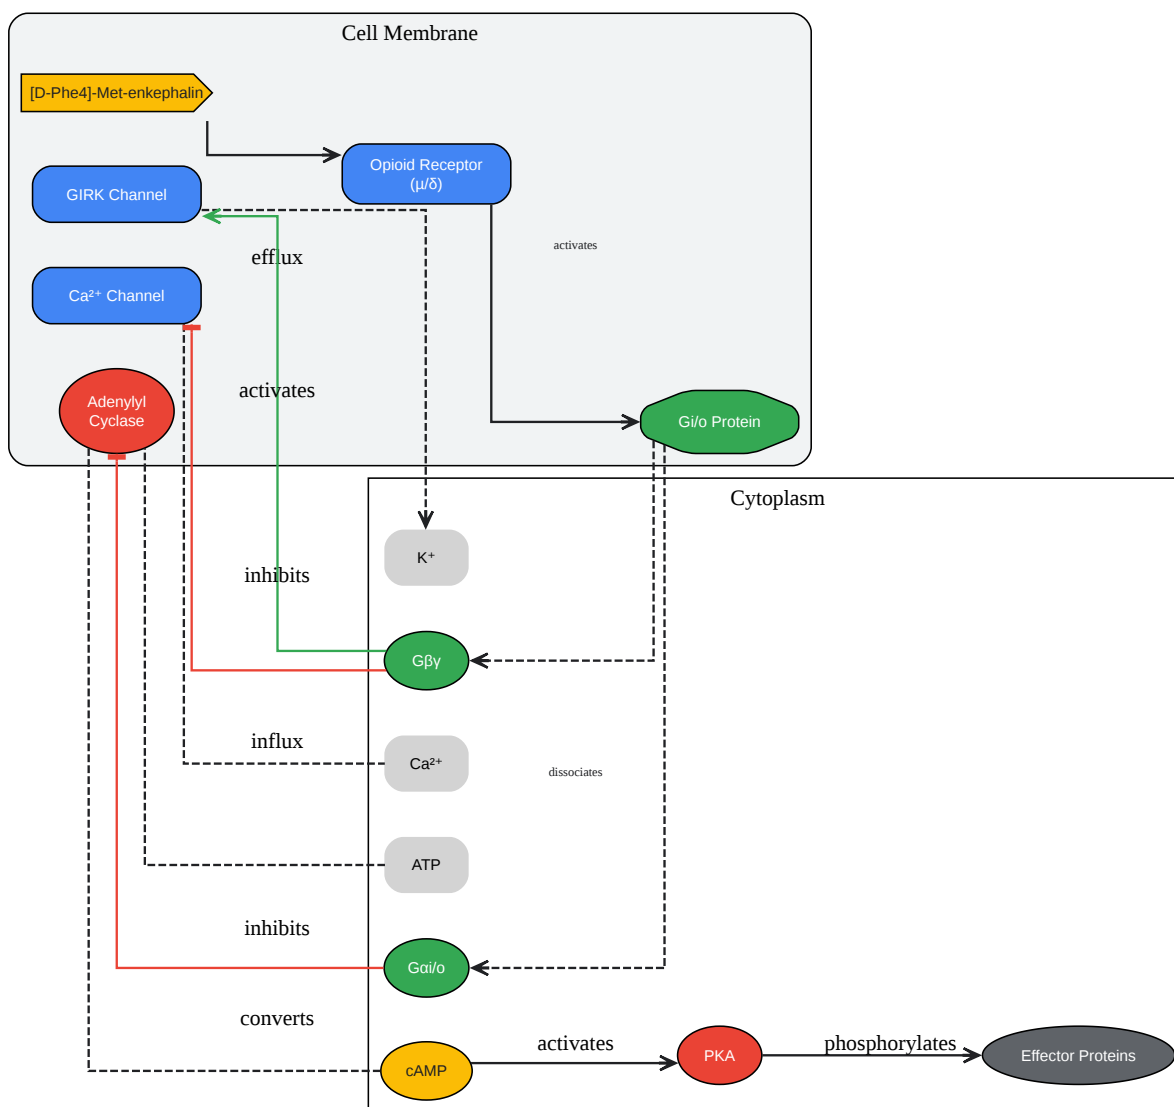 Cell Membrane
[D-Phe4]-Met-enkephalin
Opioid Receptor
(μ/δ)
GIRK Channel
activates
efflux
Ca²⁺ Channel
activates
Adenylyl
Cyclase
Gi/o Protein
Cytoplasm
K⁺
inhibits
Gβγ
influx
Ca²⁺
dissociates
ATP
inhibits
Gαi/o
converts
activates
phosphorylates
PKA
Effector Proteins
cAMP